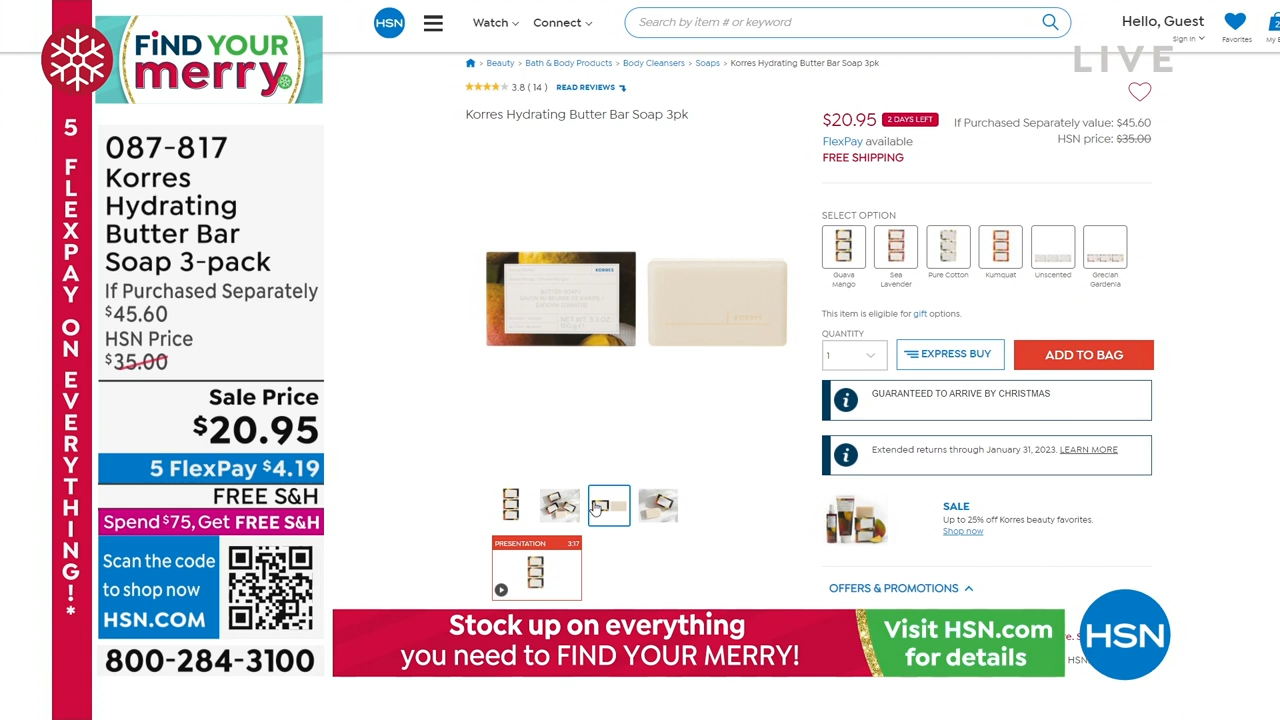 FiND YOUR
merry
5 FLEXPAY ON EVERYTHING!*
087-817
Korres
Hydrating
Butter Bar
Soap 3-pack
If Purchased Separately
$45.60
HSN Price
$35.00
Sale Price
$20.95
5 FlexPay $4.19
FREE S&H
Spend $75, Get FREE S&H
Scan the code
to shop now
HSN.COM
800-284-3100
HSN
Watch
Connect
Search by item # or keyword
Hello, Guest
Sign In
Favorites
LIVE
> Beauty > Bath & Body Products > Body Cleansers > Soaps > Korres Hydrating Butter Bar Soap 3pk
3.8 ( 14 ) READ REVIEWS
Korres Hydrating Butter Bar Soap 3pk
KORRES
BUTTER SOAP
NET WT.
KORRES
PRESENTATION 3:17
$20.95 2 DAYS LEFT
If Purchased Separately value: $45.60
FlexPay available
HSN price: $35.00
FREE SHIPPING
SELECT OPTION
Guava Mango
Sea Lavender
Pure Cotton
Kumquat
Unscented
Grecian Gardenia
This item is eligible for gift options.
QUANTITY
1
EXPRESS BUY
ADD TO BAG
GUARANTEED TO ARRIVE BY CHRISTMAS
Extended returns through January 31, 2023. LEARN MORE
SALE
Up to 25% off Korres beauty favorites.
Shop now
OFFERS & PROMOTIONS
Stock up on everything
you need to FIND YOUR MERRY!
Visit HSN.com
for details
HSN
HSN